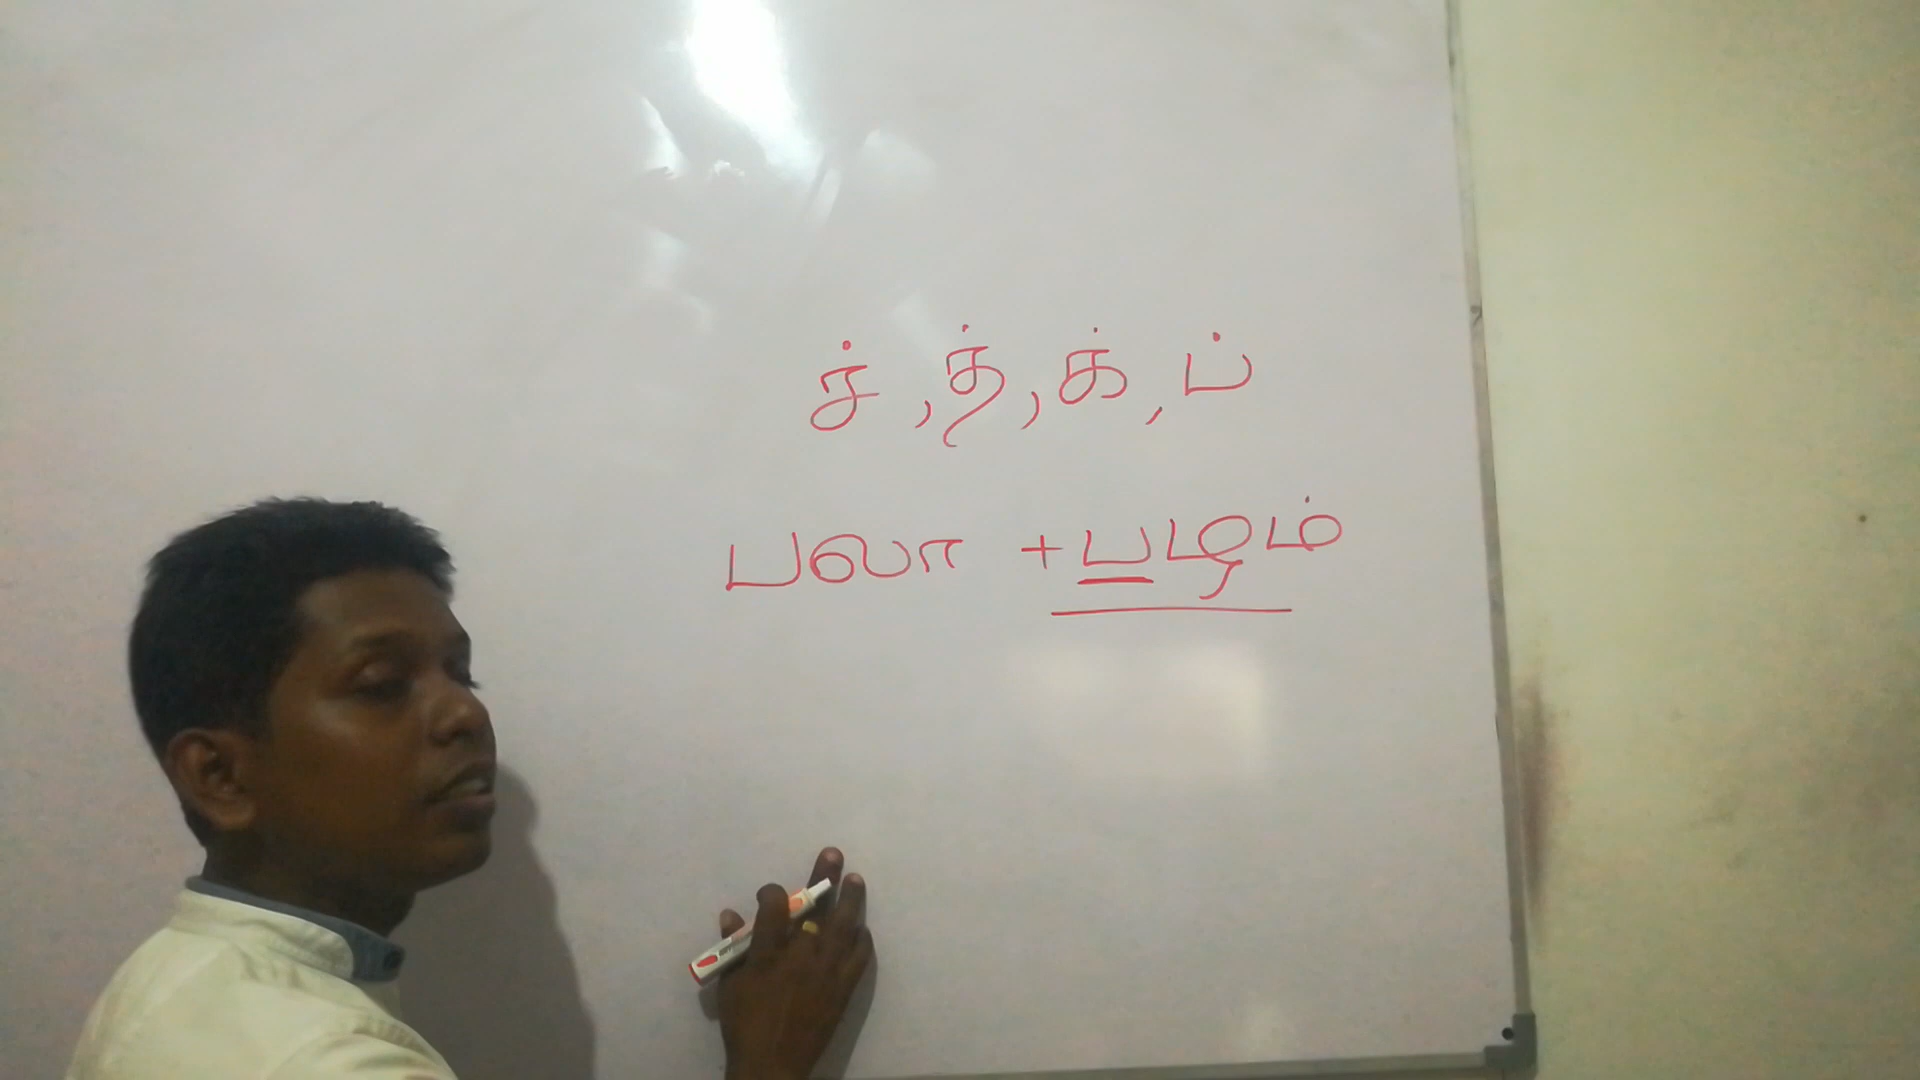 ச் , த் , க் , ப்
பலா + பழம்